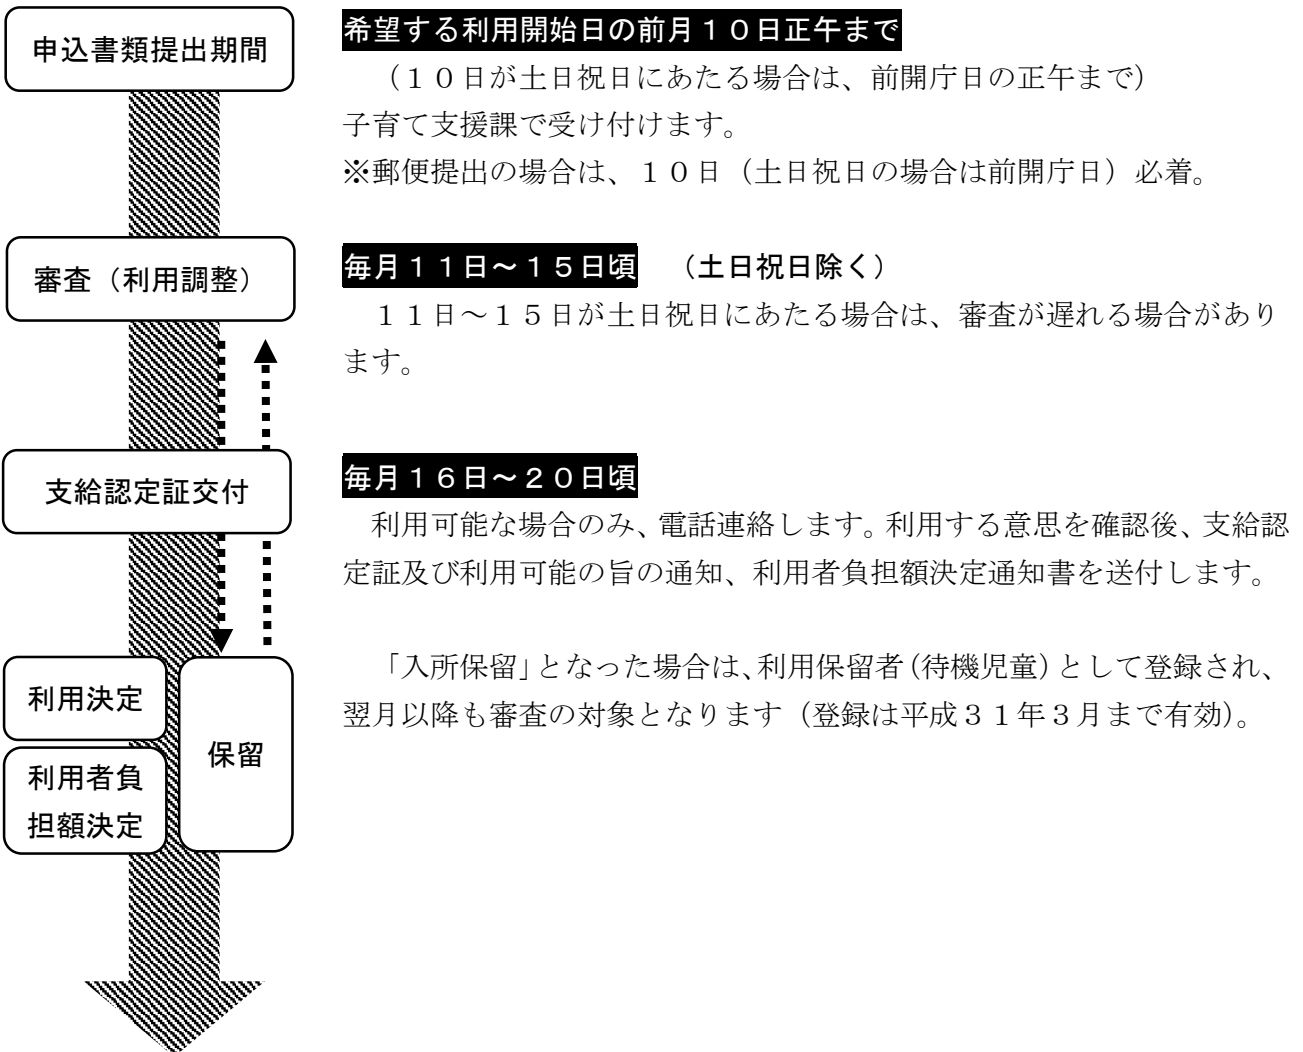 申込書類提出期間
希望する利用開始日の前月１０日正午まで
（１０日が土日祝日にあたる場合は、前開庁日の正午まで）
子育て支援課で受け付けます。
※郵便提出の場合は、１０日（土日祝日の場合は前開庁日）必着。
審査（利用調整）
毎月１１日～１５日頃　（土日祝日除く）
１１日～１５日が土日祝日にあたる場合は、審査が遅れる場合があり
ます。
支給認定証交付
毎月１６日～２０日頃
利用可能な場合のみ、電話連絡します。利用する意思を確認後、支給認
定証及び利用可能の旨の通知、利用者負担額決定通知書を送付します。
「入所保留」となった場合は、利用保留者（待機児童）として登録され、
翌月以降も審査の対象となります（登録は平成３１年３月まで有効）。
利用決定
利用者負
担額決定
保留